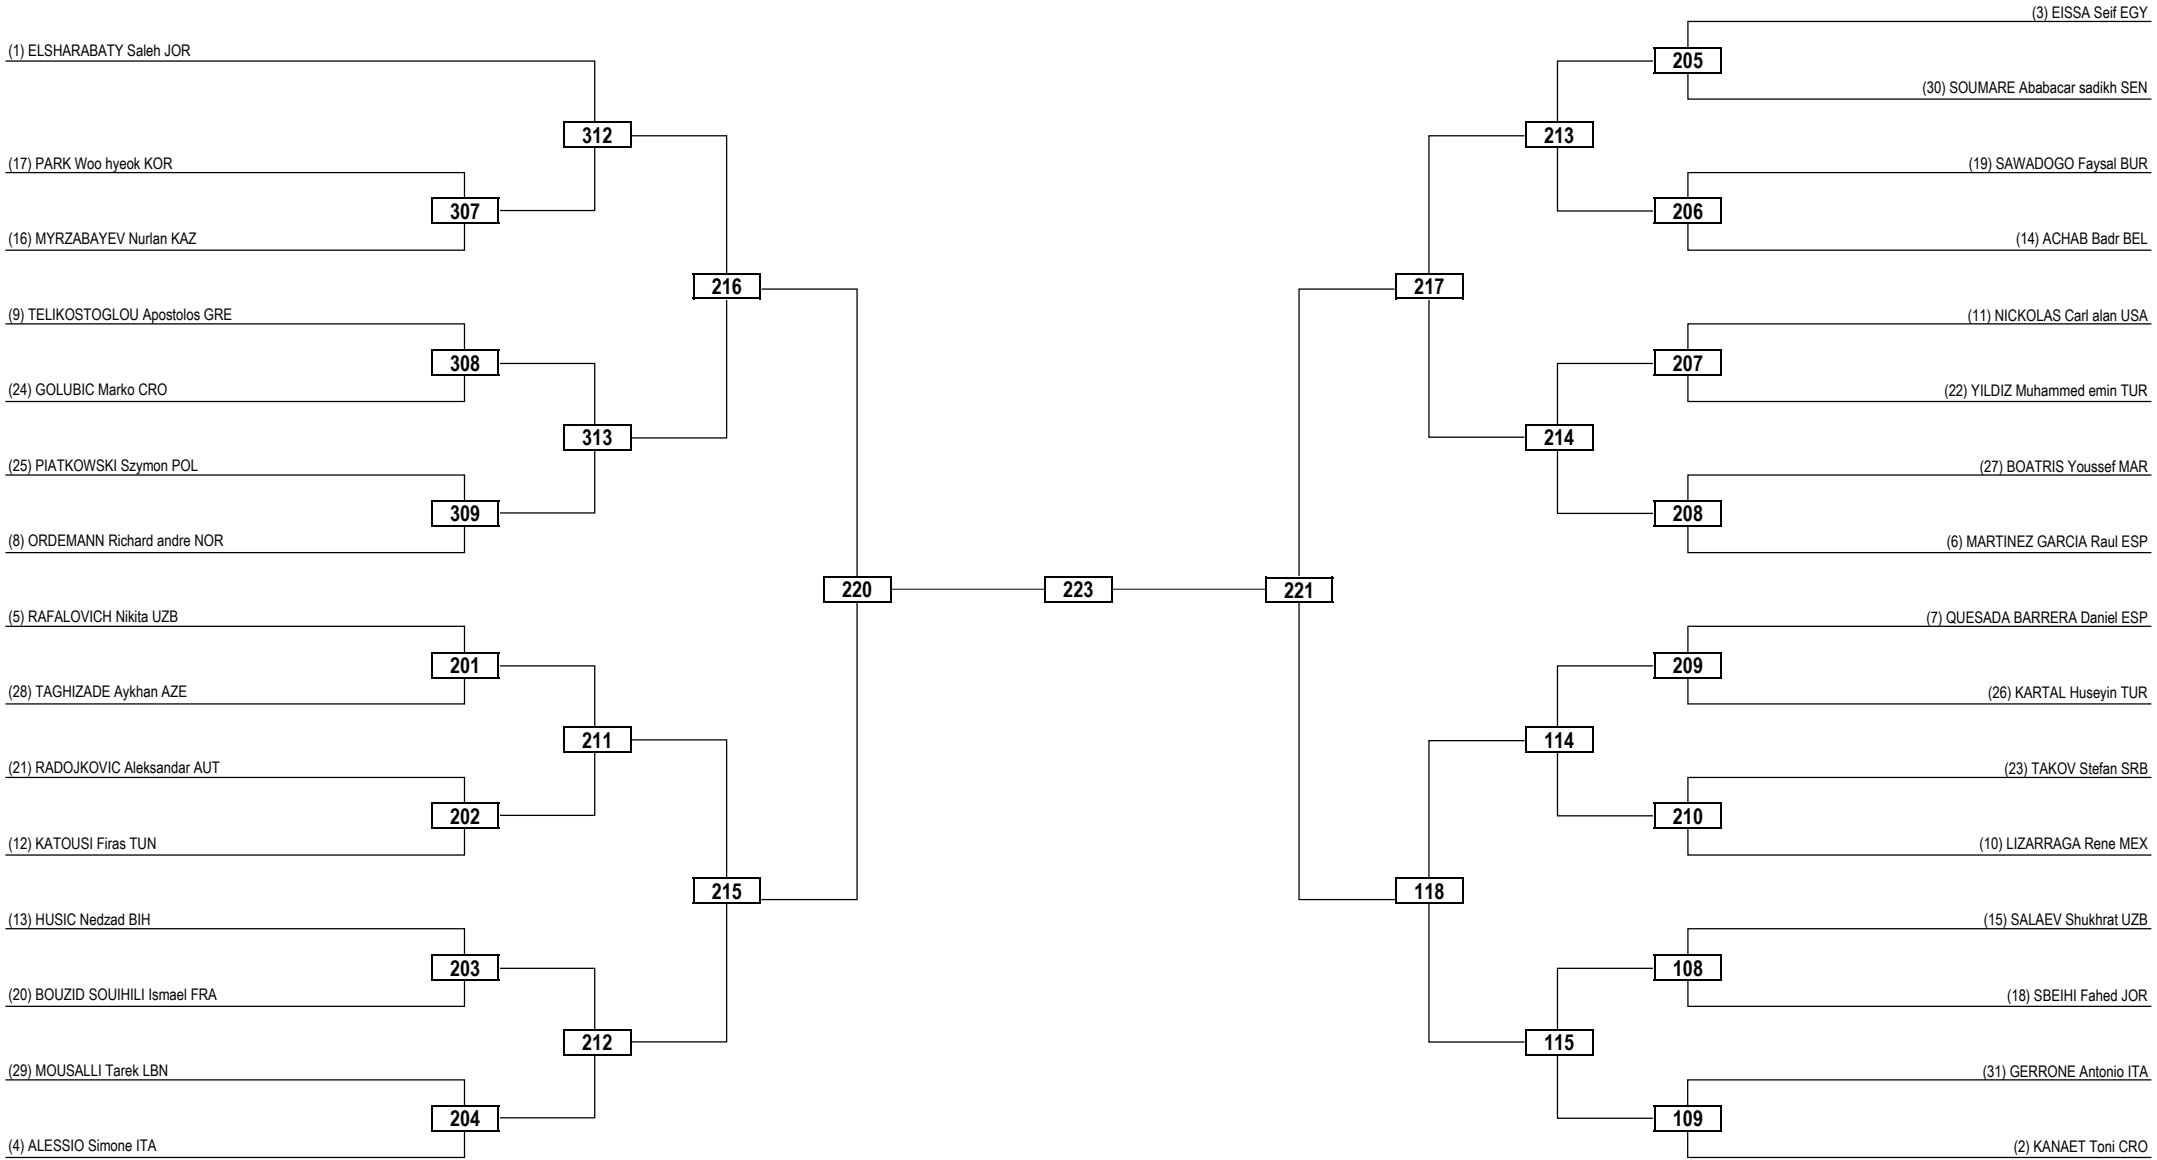 (1) ELSHARABATY Saleh JOR
312
(17) PARK Woo hyeok KOR
307
(16) MYRZABAYEV Nurlan KAZ
216
(9) TELIKOSTOGLOU Apostolos GRE
308
(24) GOLUBIC Marko CRO
313
(25) PIATKOWSKI Szymon POL
309
(8) ORDEMANN Richard andre NOR
220
(5) RAFALOVICH Nikita UZB
201
(28) TAGHIZADE Aykhan AZE
211
(21) RADOJKOVIC Aleksandar AUT
202
(12) KATOUSI Firas TUN
215
(13) HUSIC Nedzad BIH
203
(20) BOUZID SOUIHILI Ismael FRA
212
(29) MOUSALLI Tarek LBN
204
(4) ALESSIO Simone ITA
223
(3) EISSA Seif EGY
205
(30) SOUMARE Ababacar sadikh SEN
213
(19) SAWADOGO Faysal BUR
206
(14) ACHAB Badr BEL
217
(11) NICKOLAS Carl alan USA
207
(22) YILDIZ Muhammed emin TUR
214
(27) BOATRIS Youssef MAR
208
(6) MARTINEZ GARCIA Raul ESP
221
(7) QUESADA BARRERA Daniel ESP
209
(26) KARTAL Huseyin TUR
114
(23) TAKOV Stefan SRB
210
(10) LIZARRAGA Rene MEX
118
(15) SALAEV Shukhrat UZB
108
(18) SBEIHI Fahed JOR
115
(31) GERRONE Antonio ITA
109
(2) KANAET Toni CRO